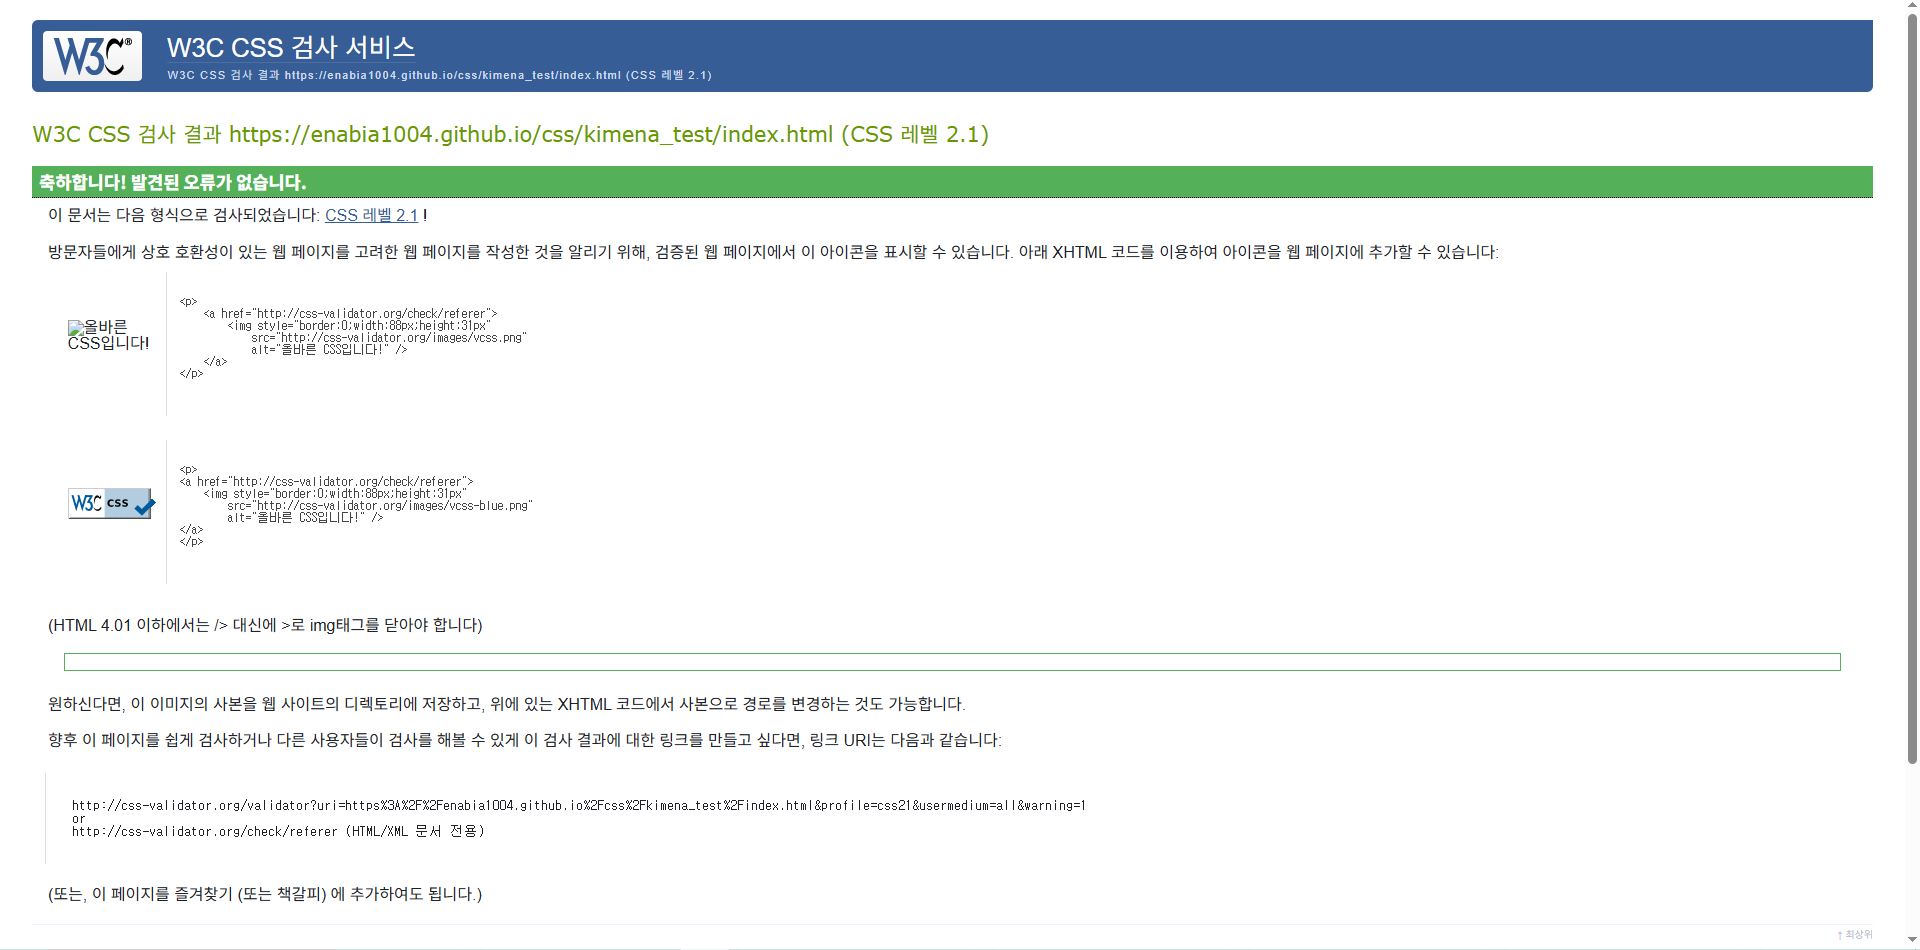 W3C®
W3C CSS 검사 서비스
W3C CSS 검사 결과 https://enabia1004.github.io/css/kimena_test/index.html (CSS 레벨 2.1)
W3C CSS 검사 결과 https://enabia1004.github.io/css/kimena_test/index.html (CSS 레벨 2.1)
축하합니다! 발견된 오류가 없습니다.
이 문서는 다음 형식으로 검사되었습니다: CSS 레벨 2.1 !
방문자들에게 상호 호환성이 있는 웹 페이지를 고려한 웹 페이지를 작성한 것을 알리기 위해, 검증된 웹 페이지에서 이 아이콘을 표시할 수 있습니다. 아래 XHTML 코드를 이용하여 아이콘을 웹 페이지에 추가할 수 있습니다:
올바른
CSS입니다!
<p>
<a href="http://css-validator.org/check/referer">
<img style="border:0;width:88px;height:31px"
src="http://css-validator.org/images/vcss.png"
alt="올바른 CSS입니다!" />
</a>
</p>
W3C css
<p>
<a href="http://css-validator.org/check/referer">
<img style="border:0;width:88px;height:31px"
src="http://css-validator.org/images/vcss-blue.png"
alt="올바른 CSS입니다!" />
</a>
</p>
(HTML 4.01 이하에서는 /> 대신에 >로 img태그를 닫아야 합니다)
원하신다면, 이 이미지의 사본을 웹 사이트의 디렉토리에 저장하고, 위에 있는 XHTML 코드에서 사본으로 경로를 변경하는 것도 가능합니다.
향후 이 페이지를 쉽게 검사하거나 다른 사용자들이 검사를 해볼 수 있게 이 검사 결과에 대한 링크를 만들고 싶다면, 링크 URI는 다음과 같습니다:
http://css-validator.org/validator?uri=https%3A%2F%2Fenabia1004.github.io%2Fcss%2Fkimena_test%2Findex.html&profile=css21&usermedium=all&warning=1
or
http://css-validator.org/check/referer (HTML/XML 문서 전용)
(또는, 이 페이지를 즐겨찾기 (또는 책갈피) 에 추가하여도 됩니다.)
↑ 최상위